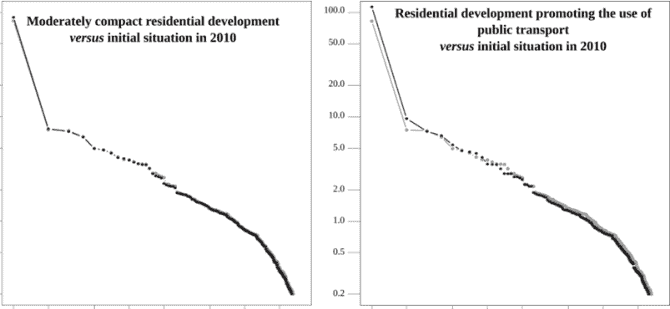 Moderately compact residential development
versus initial situation in 2010
Residential development promoting the use of
public transport
versus initial situation in 2010
100.0
50.0
20.0
10.0
5.0
2.0
1.0
0.5
0.2